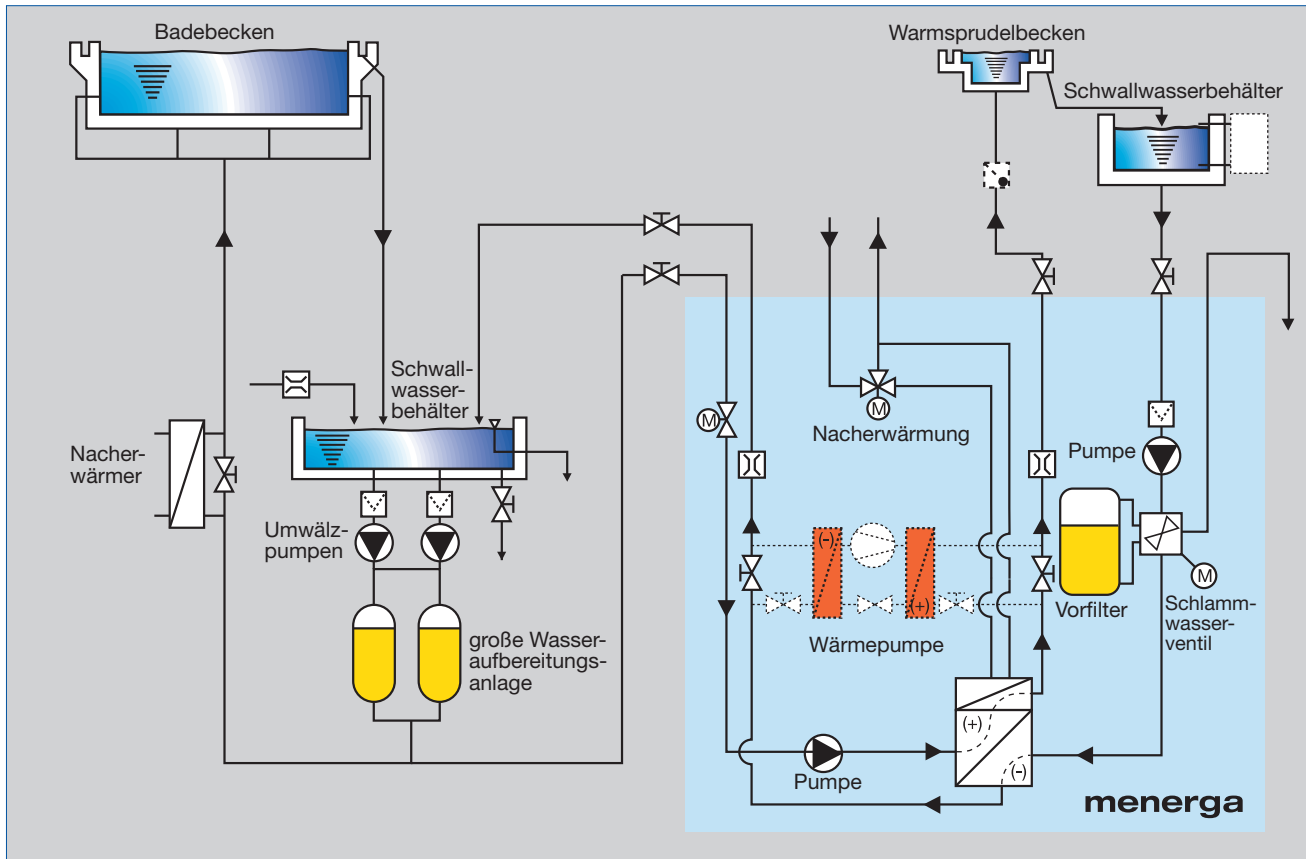 Badebecken
Warmsprudelbecken
Schwallwasserbehälter
Schwall-
wasser-
behälter
M
M
Nacherwärmung
Nacher-
wärmer
Pumpe
Umwälz-
pumpen
(-)
(+)
Wärmepumpe
Vorfilter
M
Schlamm-
wasser-
ventil
große Wasser-
aufbereitungs-
anlage
(+)
(-)
Pumpe
menerga